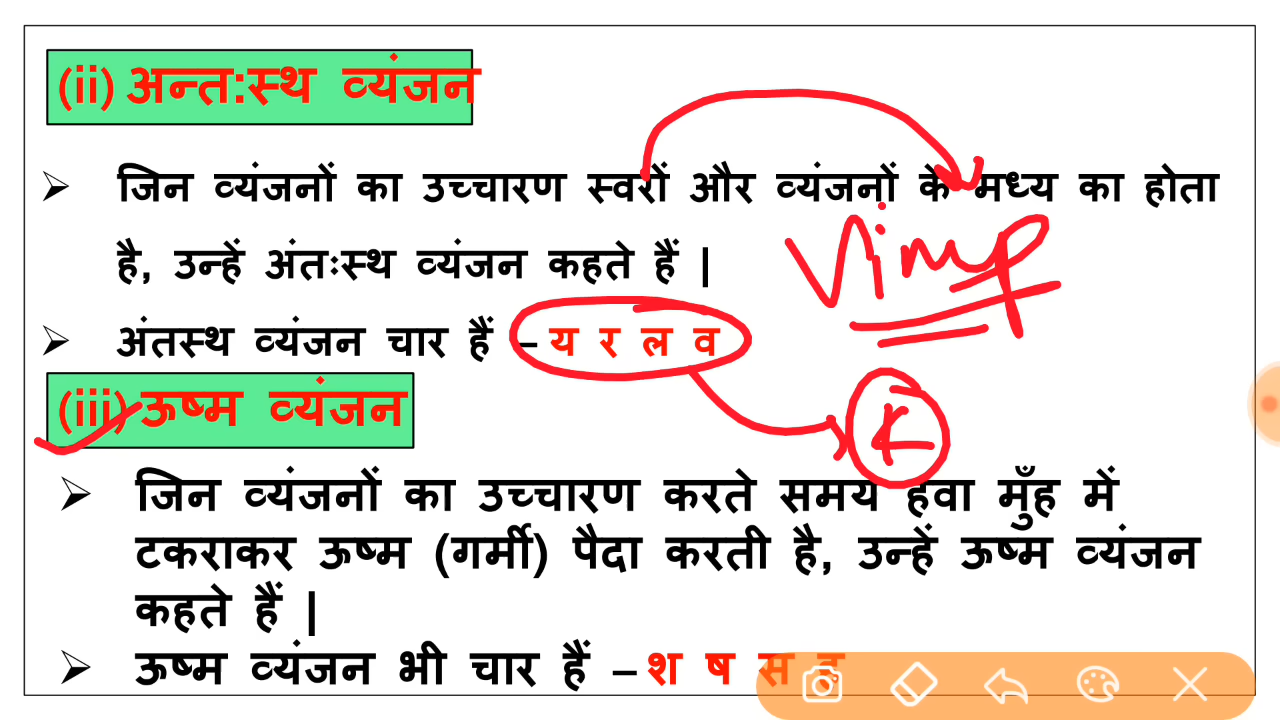 (ii) अन्त:स्थ व्यंजन
जिन व्यंजनों का उच्चारण स्वरों और व्यंजनों के मध्य का होता
है, उन्हें अंतःस्थ व्यंजन कहते हैं |
Vimp
अंतस्थ व्यंजन चार हैं – य र ल व
(iii) ऊष्म व्यंजन
जिन व्यंजनों का उच्चारण करते समय हवा मुँह में
टकराकर ऊष्म (गर्मी) पैदा करती है, उन्हें ऊष्म व्यंजन
कहते हैं |
ऊष्म व्यंजन भी चार हैं – श ष स ह